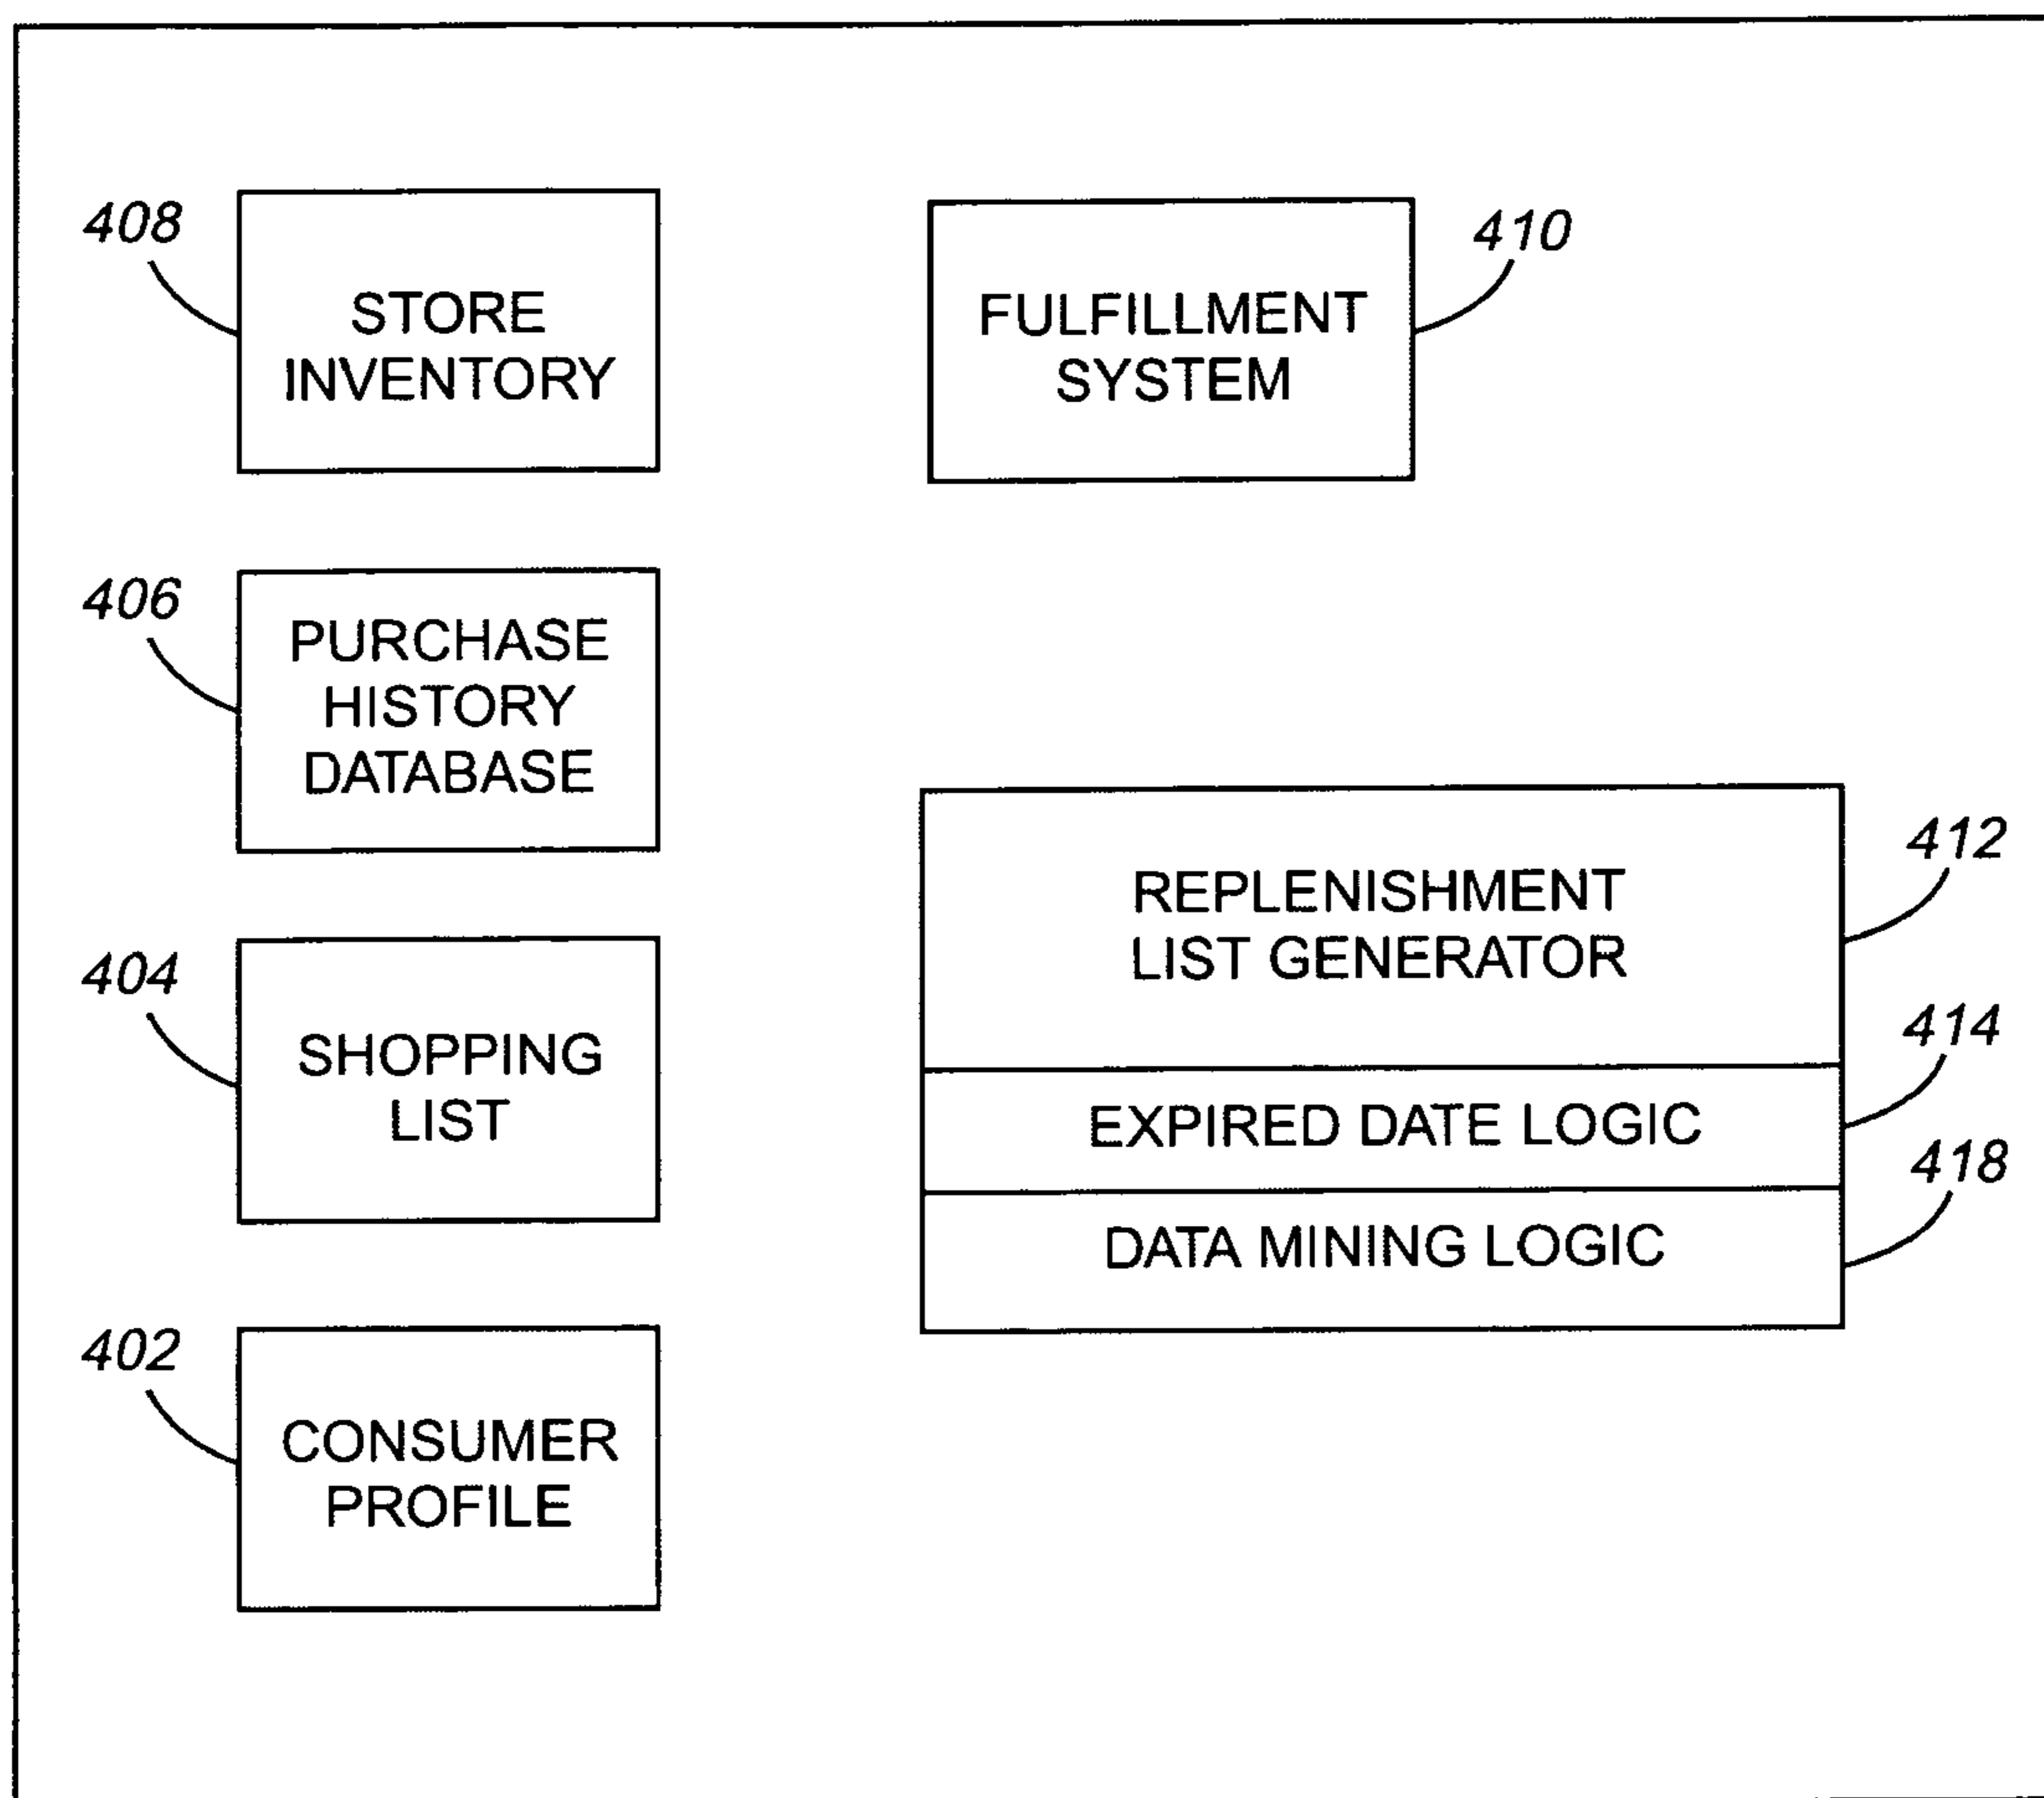 408
STORE
INVENTORY
410
FULFILLMENT
SYSTEM
406
PURCHASE
HISTORY
DATABASE
412
REPLENISHMENT
LIST GENERATOR
404
SHOPPING
LIST
414
EXPIRED DATE LOGIC
418
DATA MINING LOGIC
402
CONSUMER
PROFILE